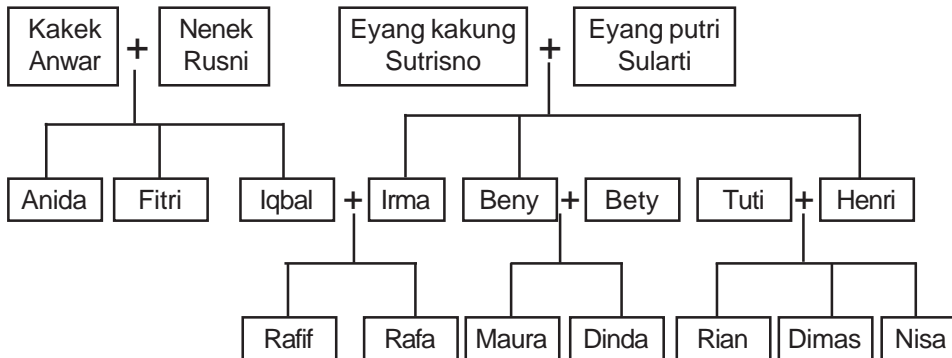 Kakek
Anwar
+
Nenek
Rusni
Eyang kakung
Sutrisno
+
Eyang putri
Sularti
Anida
Fitri
Iqbal
+
Irma
Beny
+
Bety
Tuti
+
Henri
Rafif
Rafa
Maura
Dinda
Rian
Dimas
Nisa